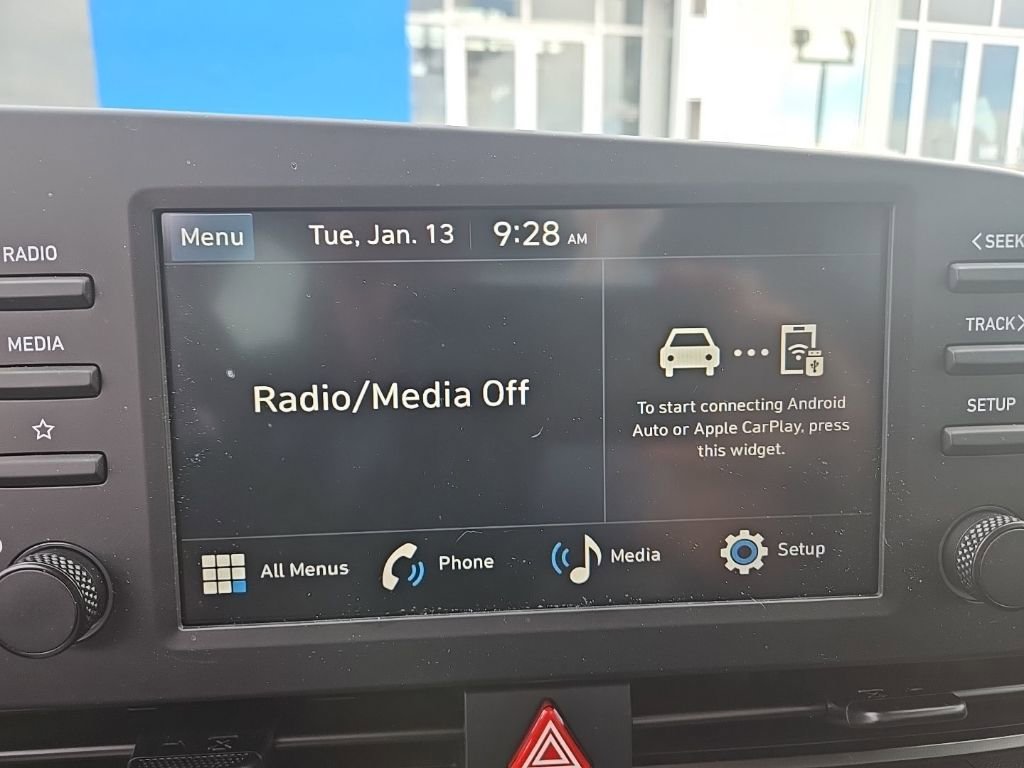 RADIO
MEDIA
Menu
Tue, Jan. 13
9:28 AM
Radio/Media Off
To start connecting Android
Auto or Apple CarPlay, press
this widget.
All Menus
Phone
Media
Setup
SEEK
TRACK
SETUP